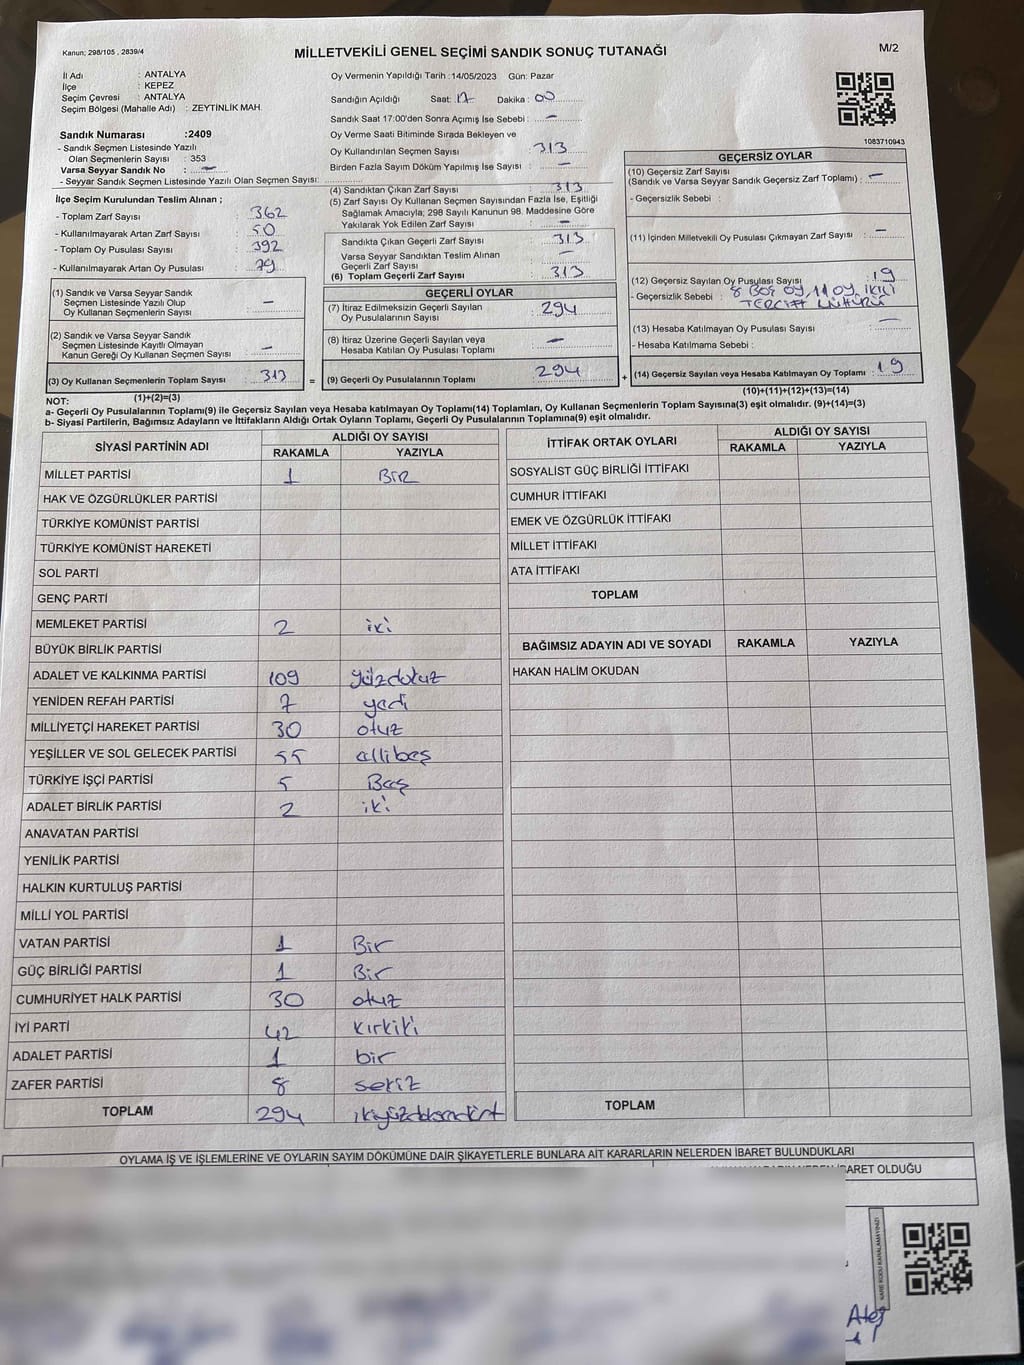 Kanun; 298/105 , 2839/4
MİLLETVEKİLİ GENEL SEÇİMİ SANDIK SONUÇ TUTANAĞI
M/2
İl Adı : ANTALYA
İlçe : KEPEZ
Seçim Çevresi : ANTALYA
Seçim Bölgesi (Mahalle Adı) : ZEYTİNLİK MAH.
Sandık Numarası :2409
- Sandık Seçmen Listesinde Yazılı
Olan Seçmenlerin Sayısı : 353
Varsa Seyyar Sandık No : –
- Seyyar Sandık Seçmen Listesinde Yazılı Olan Seçmen Sayısı:
Oy Vermenin Yapıldığı Tarih : 14/05/2023 Gün: Pazar
Sandığın Açıldığı Saat: 17 Dakika : 00
Sandık Saat 17:00'den Sonra Açımış İse Sebebi : –
Oy Verme Saati Bitiminde Sırada Bekleyen ve
Oy Kullandırılan Seçmen Sayısı : 313
Birden Fazla Sayım Döküm Yapılmış İse Sayısı : –
1083710943
İlçe Seçim Kurulundan Teslim Alınan ;
- Toplam Zarf Sayısı : 362
- Kullanılmayarak Artan Zarf Sayısı : 50
- Toplam Oy Pusulası Sayısı : 392
- Kullanılmayarak Artan Oy Pusulası : 79
(1) Sandık ve Varsa Seyyar Sandık
Seçmen Listesinde Yazılı Olup
Oy Kullanan Seçmenlerin Sayısı –
(2) Sandık ve Varsa Seyyar Sandık
Seçmen Listesinde Kayıtlı Olmayan
Kanun Gereği Oy Kullanan Seçmen Sayısı –
(3) Oy Kullanan Seçmenlerin Toplam Sayısı : 313
(1)+(2)=(3)
(4) Sandıktan Çıkan Zarf Sayısı : 313
(5) Zarf Sayısı Oy Kullanan Seçmen Sayısından Fazla İse, Eşitliği
Sağlamak Amacıyla; 298 Sayılı Kanunun 98. Maddesine Göre
Yakılarak Yok Edilen Zarf Sayısı : –
Sandıkta Çıkan Geçerli Zarf Sayısı : 313
Varsa Seyyar Sandıktan Teslim Alınan
Geçerli Zarf Sayısı : –
(6) Toplam Geçerli Zarf Sayısı : 313
GEÇERLİ OYLAR
(7) İtiraz Edilmeksizin Geçerli Sayılan
Oy Pusulalarının Sayısı : 294
(8) İtiraz Üzerine Geçerli Sayılan veya
Hesaba Katılan Oy Pusulası Toplamı : –
= (9) Geçerli Oy Pusulalarının Toplamı : 294
GEÇERSİZ OYLAR
(10) Geçersiz Zarf Sayısı
(Sandık ve Varsa Seyyar Sandık Geçersiz Zarf Toplamı) : –
- Geçersizlik Sebebi :
(11) İçinden Milletvekili Oy Pusulası Çıkmayan Zarf Sayısı : –
(12) Geçersiz Sayılan Oy Pusulası Sayısı : 19
- Geçersizlik Sebebi : 8 Boş oy, 11 oy, ikili
TERCİH MÜHÜRÜ
(13) Hesaba Katılmayan Oy Pusulası Sayısı : –
- Hesaba Katılmama Sebebi :
+ (14) Geçersiz Sayılan veya Hesaba Katılmayan Oy Toplamı : 19
(10)+(11)+(12)+(13)=(14)
NOT:
a- Geçerli Oy Pusulalarının Toplamı(9) ile Geçersiz Sayılan veya Hesaba katılmayan Oy Toplamı(14) Toplamları, Oy Kullanan Seçmenlerin Toplam Sayısına(3) eşit olmalıdır. (9)+(14)=(3)
b- Siyasi Partilerin, Bağımsız Adayların ve İttifakların Aldığı Ortak Oyların Toplamı, Geçerli Oy Pusulalarının Toplamına(9) eşit olmalıdır.
SİYASİ PARTİNİN ADI ALDIĞI OY SAYISI
RAKAMLA YAZIYLA
MİLLET PARTİSİ 1 BİR
HAK VE ÖZGÜRLÜKLER PARTİSİ
TÜRKİYE KOMÜNİST PARTİSİ
TÜRKİYE KOMÜNİST HAREKETİ
SOL PARTİ
GENÇ PARTİ
MEMLEKET PARTİSİ 2 iki
BÜYÜK BİRLİK PARTİSİ
ADALET VE KALKINMA PARTİSİ 109 yüzdokuz
YENİDEN REFAH PARTİSİ 7 yedi
MİLLİYETÇİ HAREKET PARTİSİ 30 otuz
YEŞİLLER VE SOL GELECEK PARTİSİ 55 ellibeş
TÜRKİYE İŞÇİ PARTİSİ 5 Beş
ADALET BİRLİK PARTİSİ 2 iki
ANAVATAN PARTİSİ
YENİLİK PARTİSİ
HALKIN KURTULUŞ PARTİSİ
MİLLİ YOL PARTİSİ
VATAN PARTİSİ 1 Bir
GÜÇ BİRLİĞİ PARTİSİ 1 Bir
CUMHURİYET HALK PARTİSİ 30 otuz
İYİ PARTİ 42 kırkiki
ADALET PARTİSİ 1 bir
ZAFER PARTİSİ 8 sekiz
TOPLAM 294 ikiyüzdoksandört
İTTİFAK ORTAK OYLARI ALDIĞI OY SAYISI
RAKAMLA YAZIYLA
SOSYALİST GÜÇ BİRLİĞİ İTTİFAKI
CUMHUR İTTİFAKI
EMEK VE ÖZGÜRLÜK İTTİFAKI
MİLLET İTTİFAKI
ATA İTTİFAKI
TOPLAM
BAĞIMSIZ ADAYIN ADI VE SOYADI RAKAMLA YAZIYLA
HAKAN HALİM OKUDAN
TOPLAM
OYLAMA İŞ VE İŞLEMLERİNE VE OYLARIN SAYIM DÖKÜMÜNE DAİR ŞİKAYETLERLE BUNLARA AİT KARARLARIN NELERDEN İBARET BULUNDUKLARI
İBARET OLDUĞU
KARE KODU KARALAMAYINIZ!
Ateş